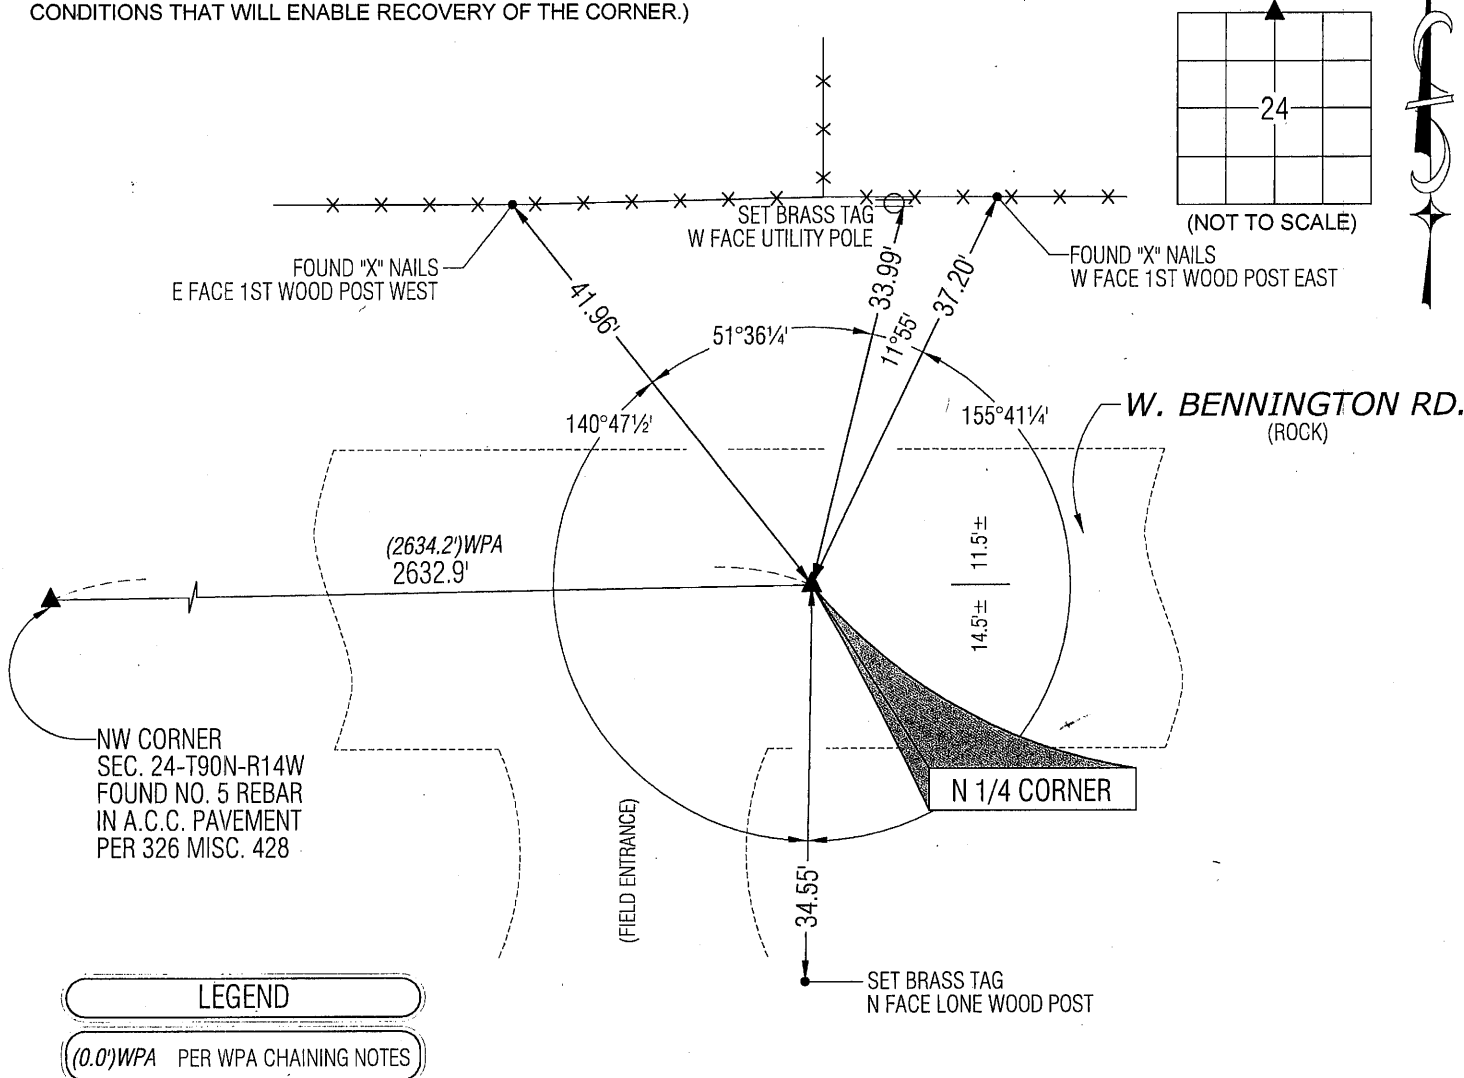 CONDITIONS THAT WILL ENABLE RECOVERY OF THE CORNER.)
24
(NOT TO SCALE)
SET BRASS TAG
W FACE UTILITY POLE
FOUND "X" NAILS
E FACE 1ST WOOD POST WEST
FOUND "X" NAILS
W FACE 1ST WOOD POST EAST
41.96'
33.99'
37.20'
51°36¼'
11°55'
140°47½'
155°41¼'
W. BENNINGTON RD.
(ROCK)
(2634.2')WPA
2632.9'
11.5'±
14.5'±
NW CORNER
SEC. 24-T90N-R14W
FOUND NO. 5 REBAR
IN A.C.C. PAVEMENT
PER 326 MISC. 428
N 1/4 CORNER
(FIELD ENTRANCE)
34.55'
SET BRASS TAG
N FACE LONE WOOD POST
LEGEND
(0.0')WPA PER WPA CHAINING NOTES